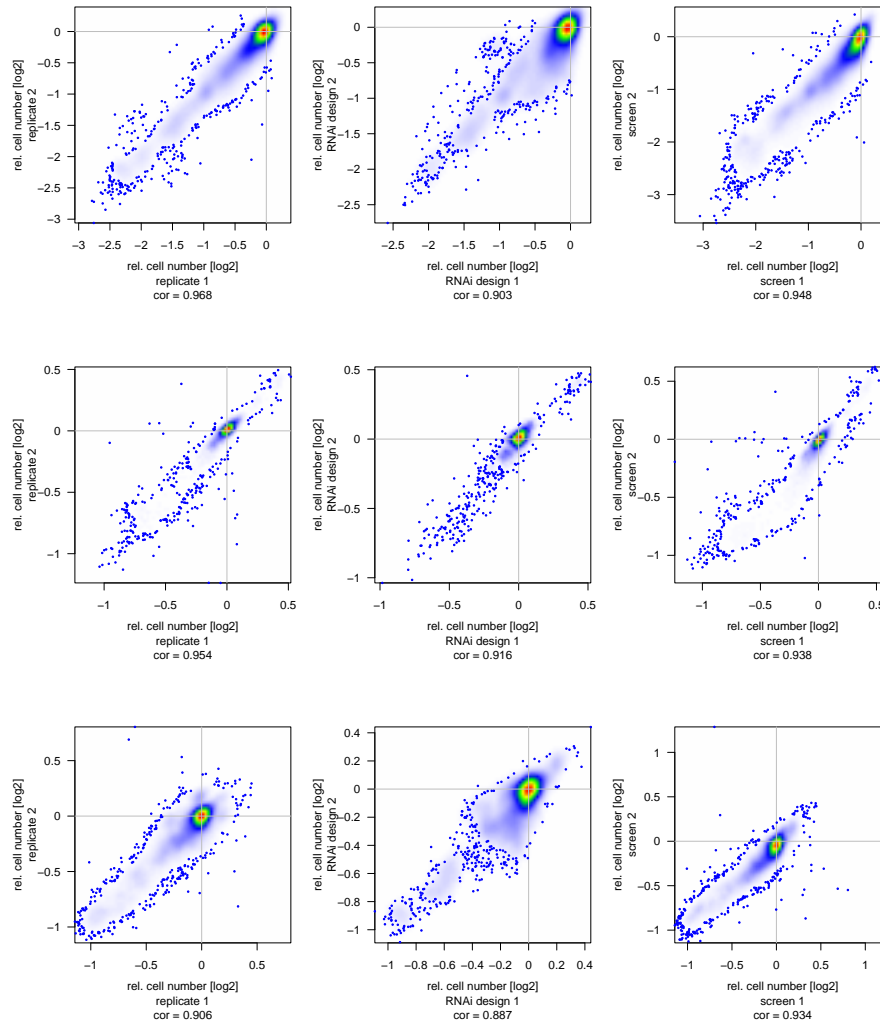 0
−0.5
−1
−1.5
−2
−2.5
−3
rel. cell number [log2]
replicate 2
−3 −2.5 −2 −1.5 −1 −0.5 0
rel. cell number [log2]
replicate 1
cor = 0.968
0
−0.5
−1
−1.5
−2
−2.5
rel. cell number [log2]
RNAi design 2
−2.5 −2 −1.5 −1 −0.5 0
rel. cell number [log2]
RNAi design 1
cor = 0.903
0
−1
−2
−3
rel. cell number [log2]
screen 2
−3 −2 −1 0
rel. cell number [log2]
screen 1
cor = 0.948
0.5
0
−0.5
−1
rel. cell number [log2]
replicate 2
−1 −0.5 0 0.5
rel. cell number [log2]
replicate 1
cor = 0.954
0.5
0
−0.5
−1
rel. cell number [log2]
RNAi design 2
−1 −0.5 0 0.5
rel. cell number [log2]
RNAi design 1
cor = 0.916
0.5
0
−0.5
−1
rel. cell number [log2]
screen 2
−1 −0.5 0 0.5
rel. cell number [log2]
screen 1
cor = 0.938
0.5
0
−0.5
−1
rel. cell number [log2]
replicate 2
−1 −0.5 0 0.5
rel. cell number [log2]
replicate 1
cor = 0.906
0.4
0.2
0
−0.2
−0.4
−0.6
−0.8
−1
rel. cell number [log2]
RNAi design 2
−1 −0.8 −0.6 −0.4 −0.2 0 0.2 0.4
rel. cell number [log2]
RNAi design 1
cor = 0.887
1
0.5
0
−0.5
−1
rel. cell number [log2]
screen 2
−1 −0.5 0 0.5 1
rel. cell number [log2]
screen 1
cor = 0.934